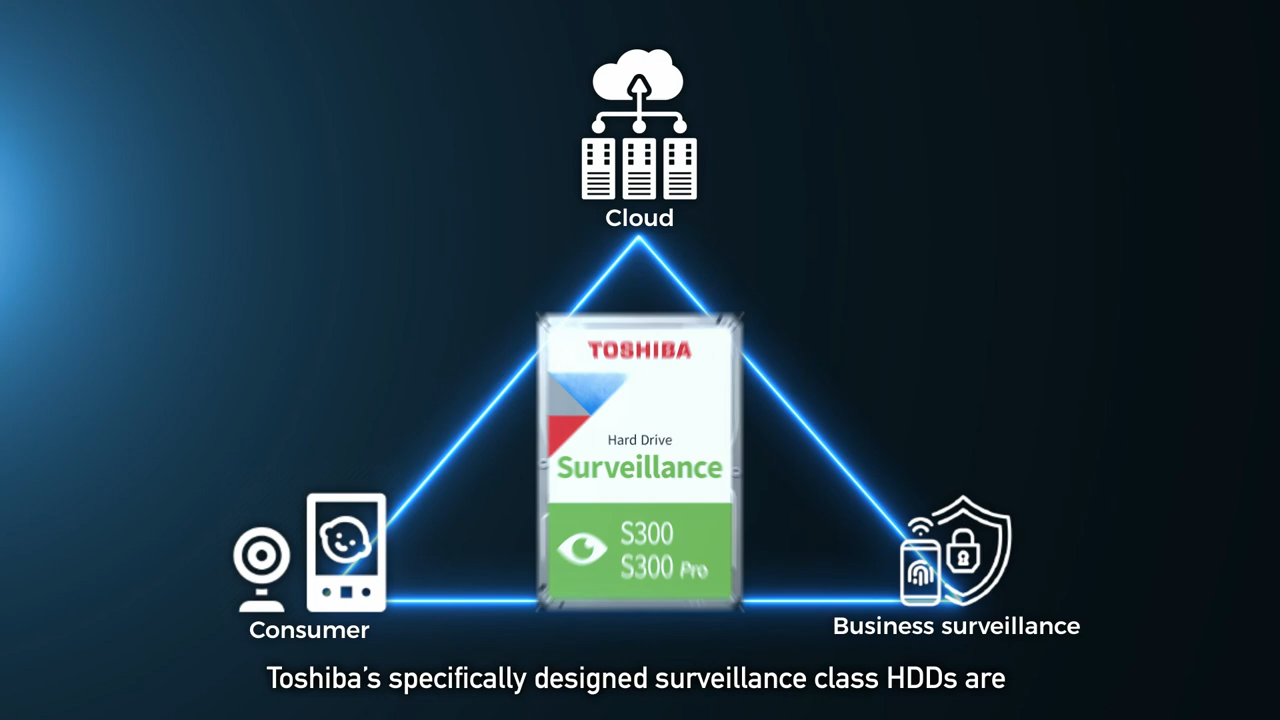 Cloud
TOSHIBA
Hard Drive
Surveillance
S300
S300 Pro
Consumer
Business surveillance
Toshiba’s specifically designed surveillance class HDDs are